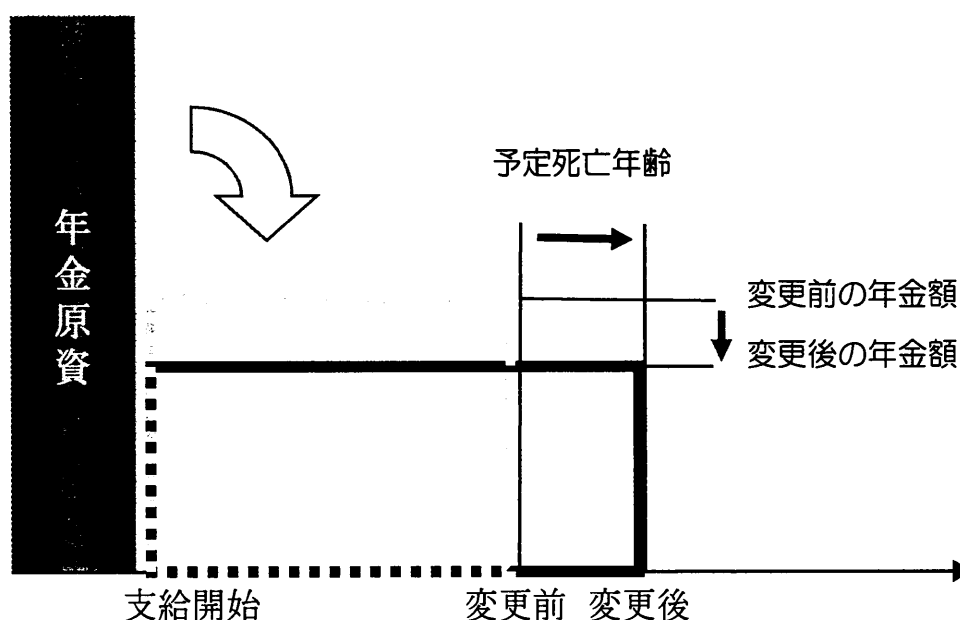 年金原資
予定死亡年齢
変更前の年金額
変更後の年金額
支給開始
変更前
変更後